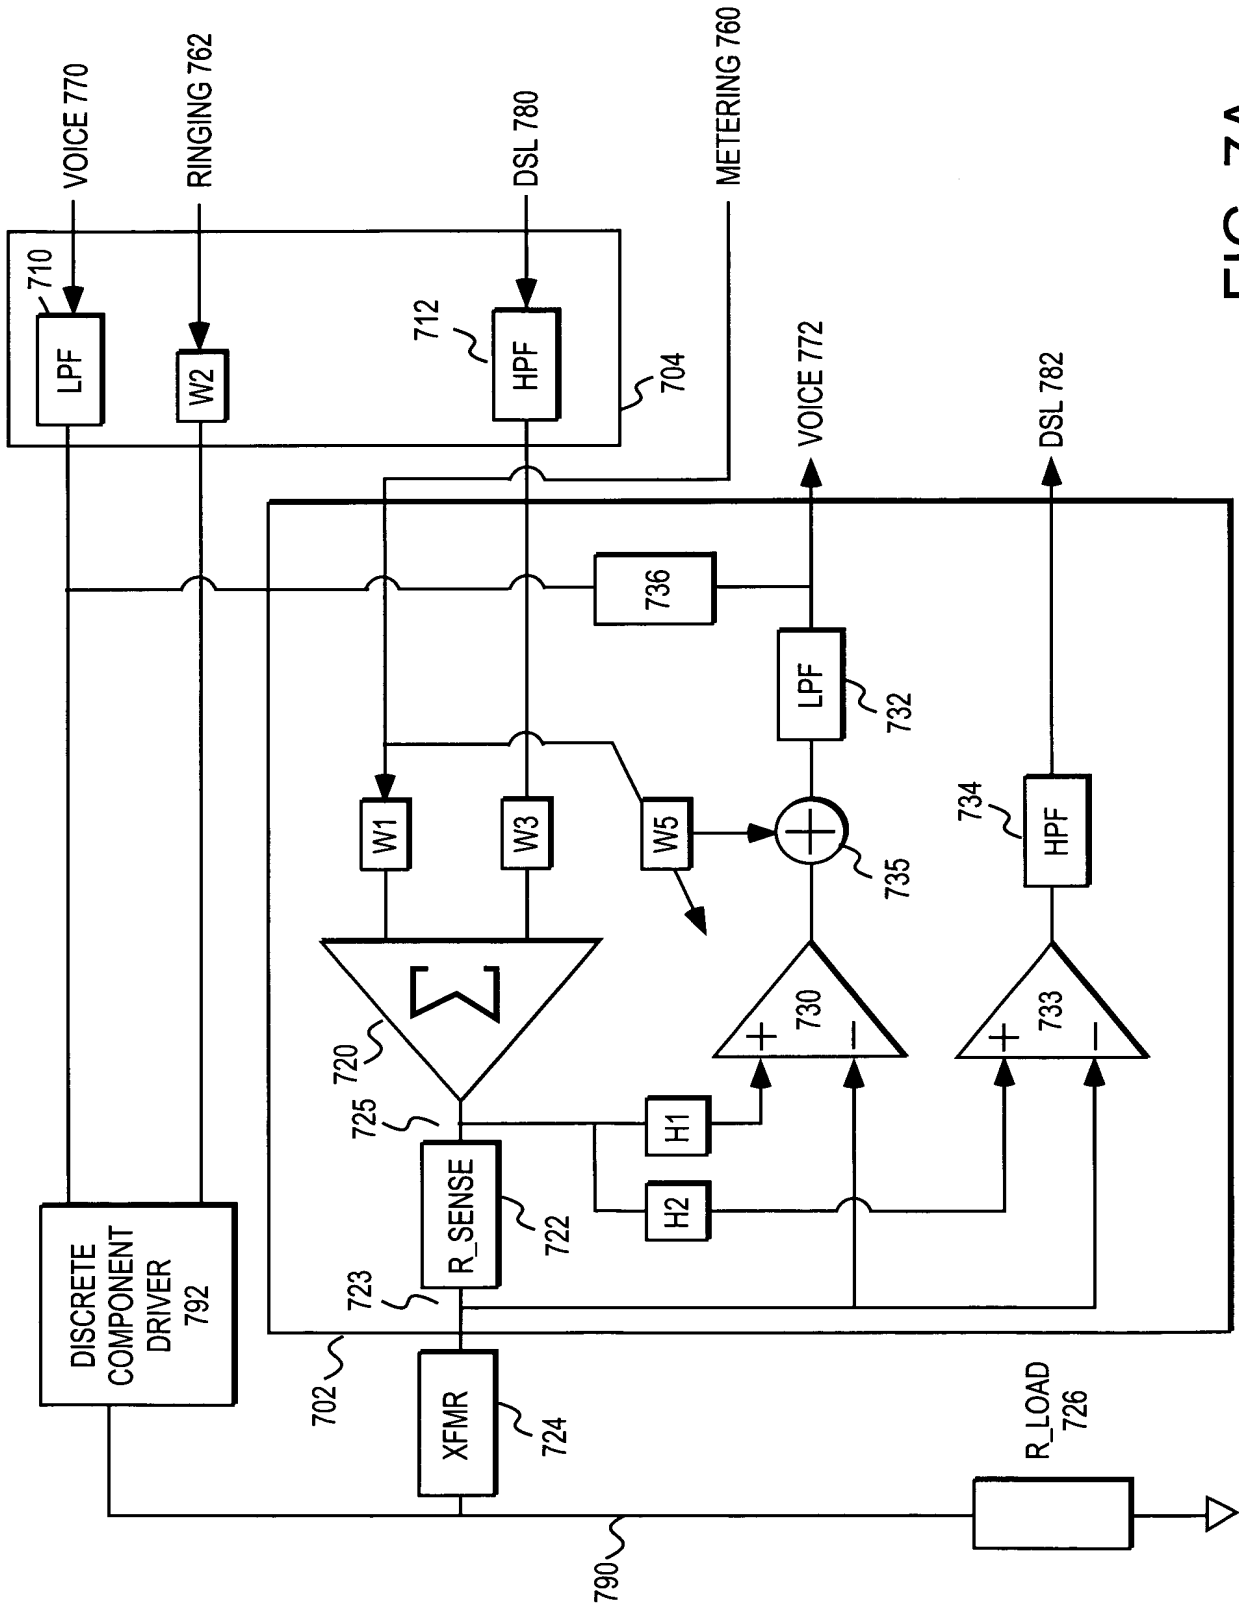 VOICE 770
RINGING 762
DSL 780
METERING 760
710
LPF
W2
712
HPF
704
VOICE 772
DSL 782
736
LPF
732
W1
W3
W5
+
735
734
HPF
Σ
720
+
730
−
+
733
−
725
H1
H2
R_SENSE
722
723
DISCRETE
COMPONENT
DRIVER
792
702
XFMR
724
R_LOAD
726
790